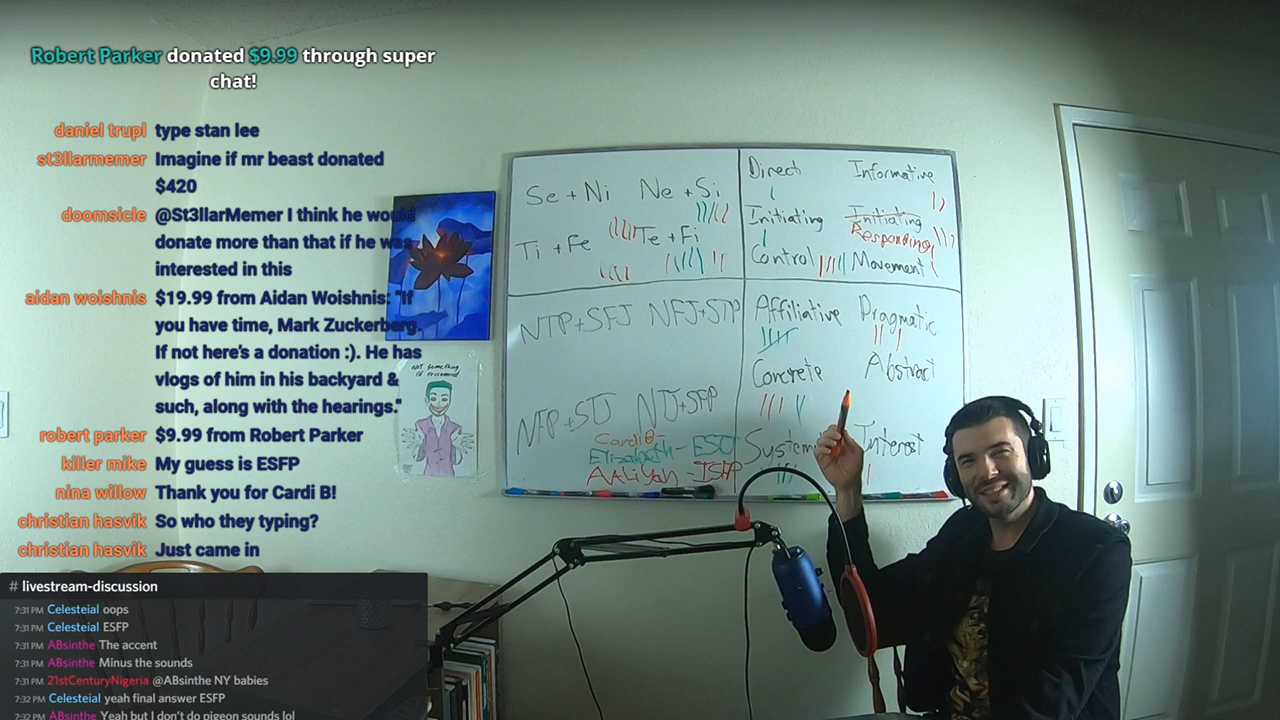 Robert Parker donated $9.99 through super
chat!
daniel trupl type stan lee
st3llarmemer Imagine if mr beast donated
$420
doomsicle @St3llarMemer I think he would
donate more than that if he was
interested in this
aidan woishnis $19.99 from Aidan Woishnis: "If
you have time, Mark Zuckerberg.
If not here's a donation :). He has
vlogs of him in his backyard &
such, along with the hearings."
robert parker $9.99 from Robert Parker
killer mike My guess is ESFP
nina willow Thank you for Cardi B!
christian hasvik So who they typing?
christian hasvik Just came in
# livestream-discussion
7:31 PM Celesteial oops
7:31 PM Celesteial ESFP
7:31 PM ABsinthe The accent
7:31 PM ABsinthe Minus the sounds
7:31 PM 21stCenturyNigeria @ABsinthe NY babies
7:32 PM Celesteial yeah final answer ESFP
7:32 PM ABsinthe Yeah but I don't do pigeon sounds lol
NOT something
Se + Ni Ne + Si
Ti + Fe Te + Fi
NTP+SFJ NFJ+STP
NFP+STJ NTJ+SFP
Cardi B-
Elizabeth-
Aaliyah - ISFP
Direct Informative
Initiating Initiating
Responding
Control Movement
Affiliative Pragmatic
Concrete Abstract
Interest